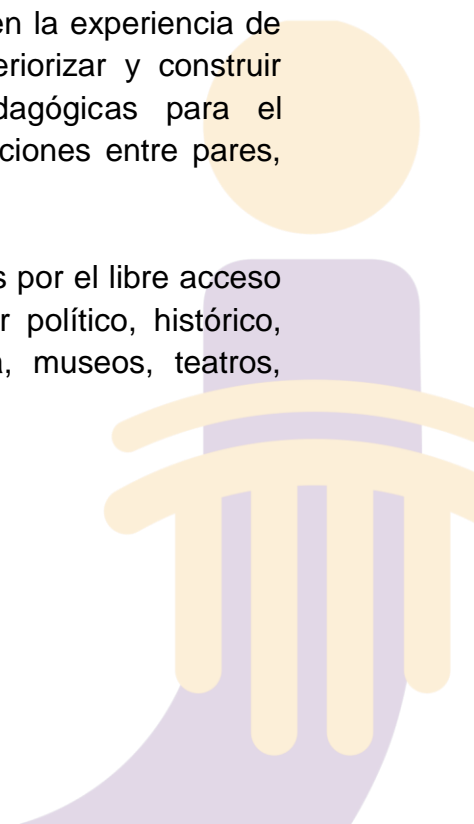 en la experiencia de
eriorizar y construir
dagógicas para el
ciones entre pares,
s por el libre acceso
r político, histórico,
a, museos, teatros,